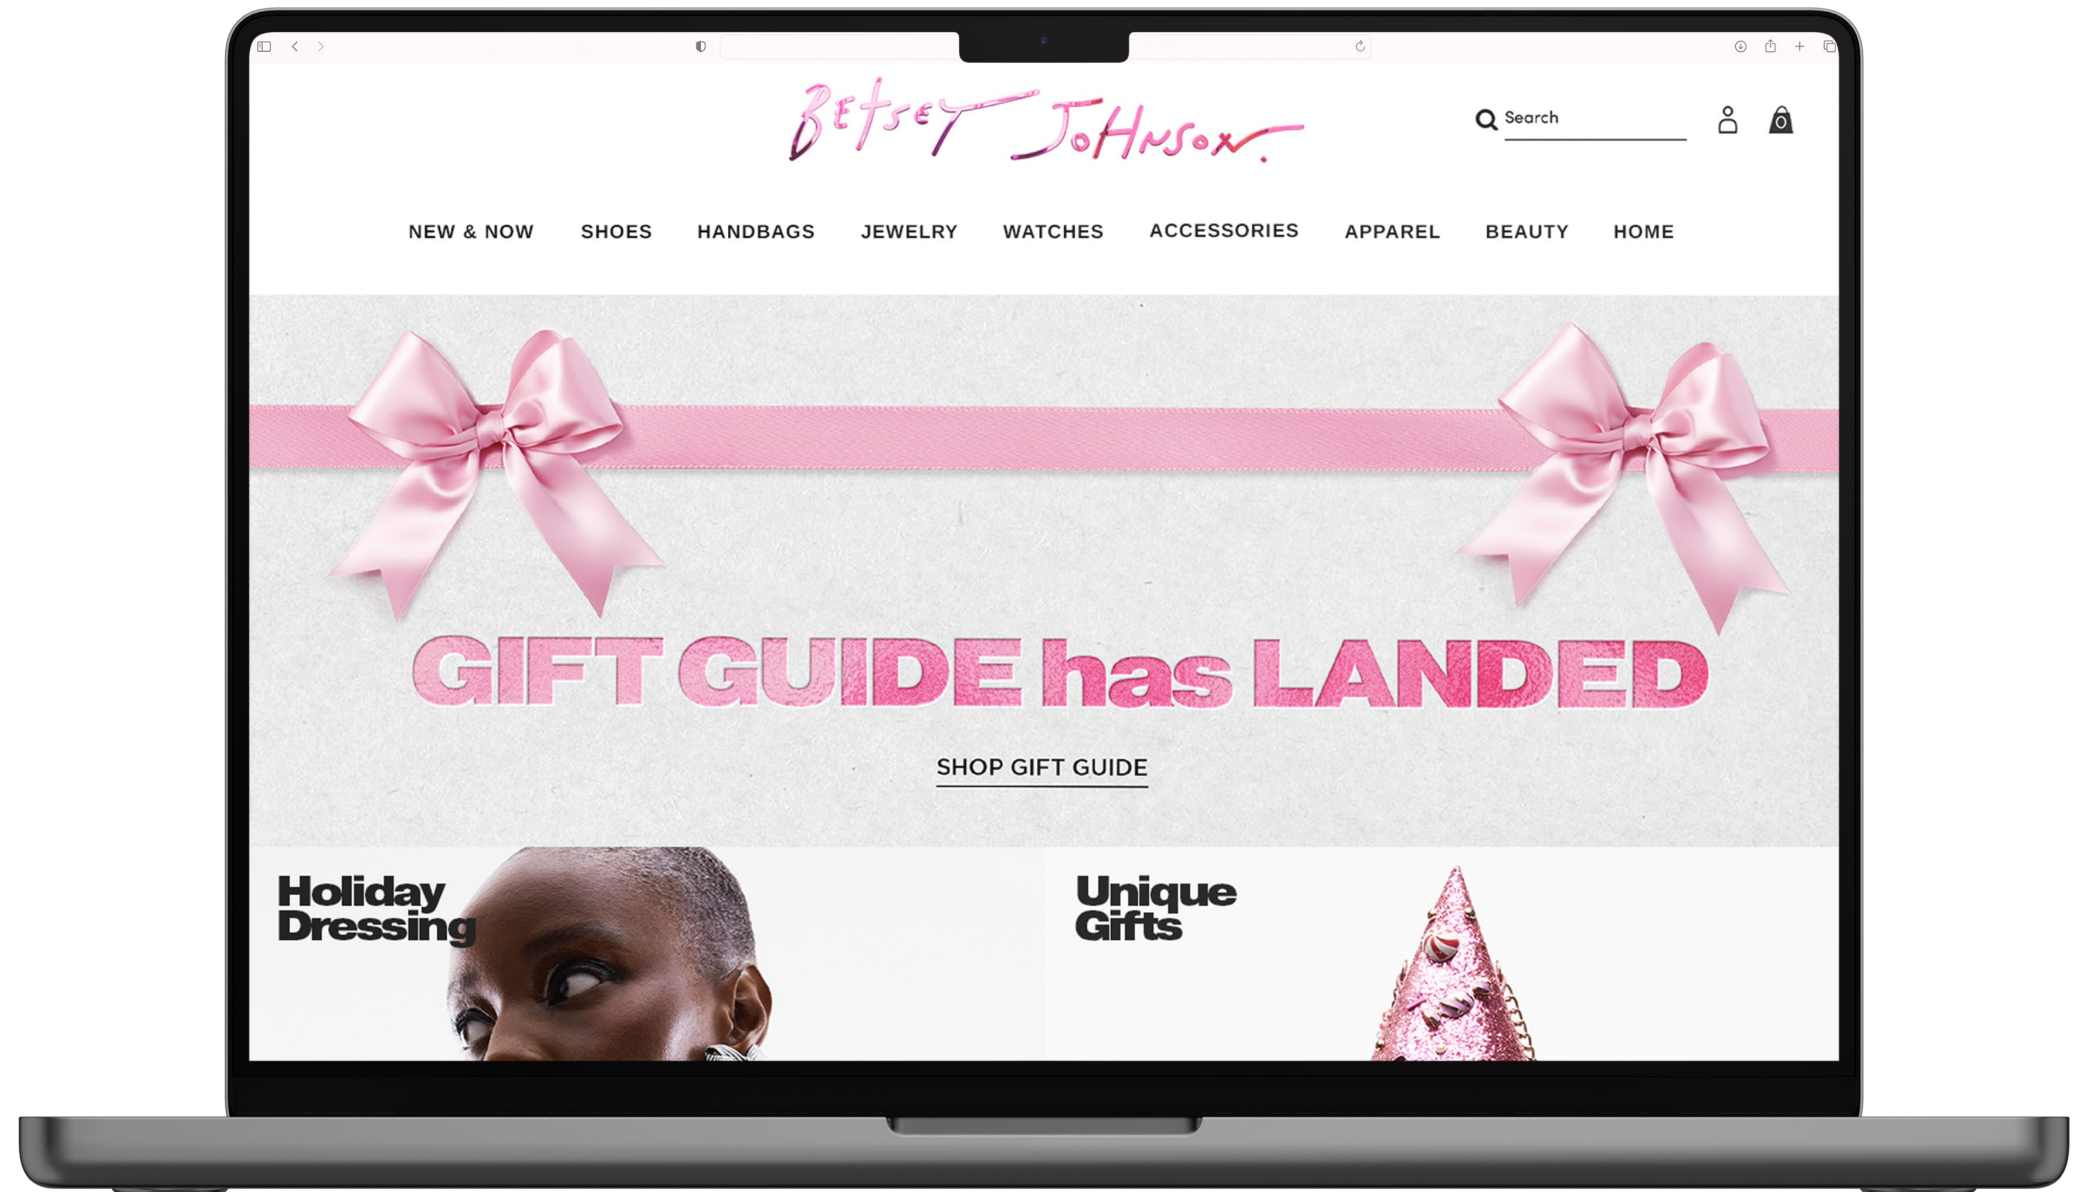 BETSEY JOHNSON.
Search
0
NEW & NOW SHOES HANDBAGS JEWELRY WATCHES ACCESSORIES APPAREL BEAUTY HOME
GIFT GUIDE has LANDED
SHOP GIFT GUIDE
Holiday
Dressing
Unique
Gifts